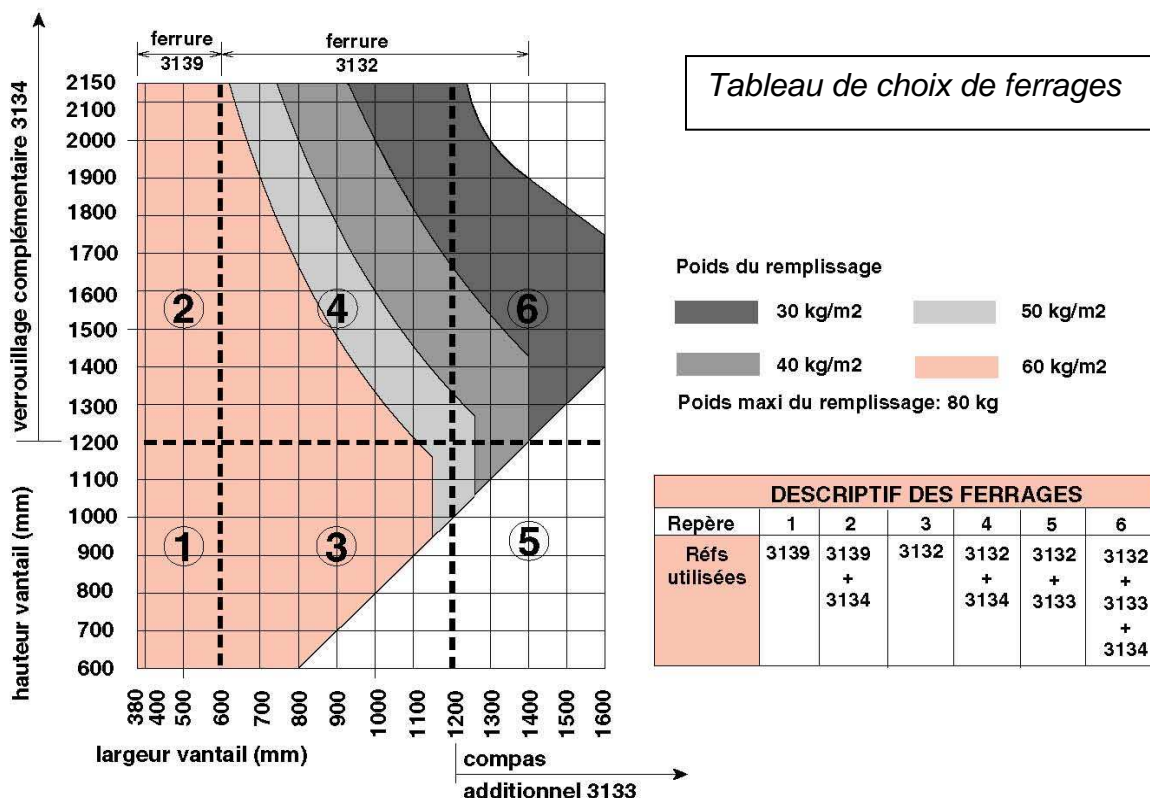 ferrure
3139
ferrure
3132
Tableau de choix de ferrages
verrouillage complémentaire 3134
hauteur vantail (mm)
2150
2100
2000
1900
1800
1700
1600
1500
1400
1300
1200
1100
1000
900
800
700
600
2
4
6
1
3
5
380
400
500
600
700
800
900
1000
1100
1200
1300
1400
1500
1600
largeur vantail (mm)
compas
additionnel 3133
Poids du remplissage
30 kg/m2
50 kg/m2
40 kg/m2
60 kg/m2
Poids maxi du remplissage: 80 kg
DESCRIPTIF DES FERRAGES
Repère 1 2 3 4 5 6
Réfs 3139 3139 3132 3132 3132 3132
utilisées + + + +
3134 3134 3133 3133
+
3134